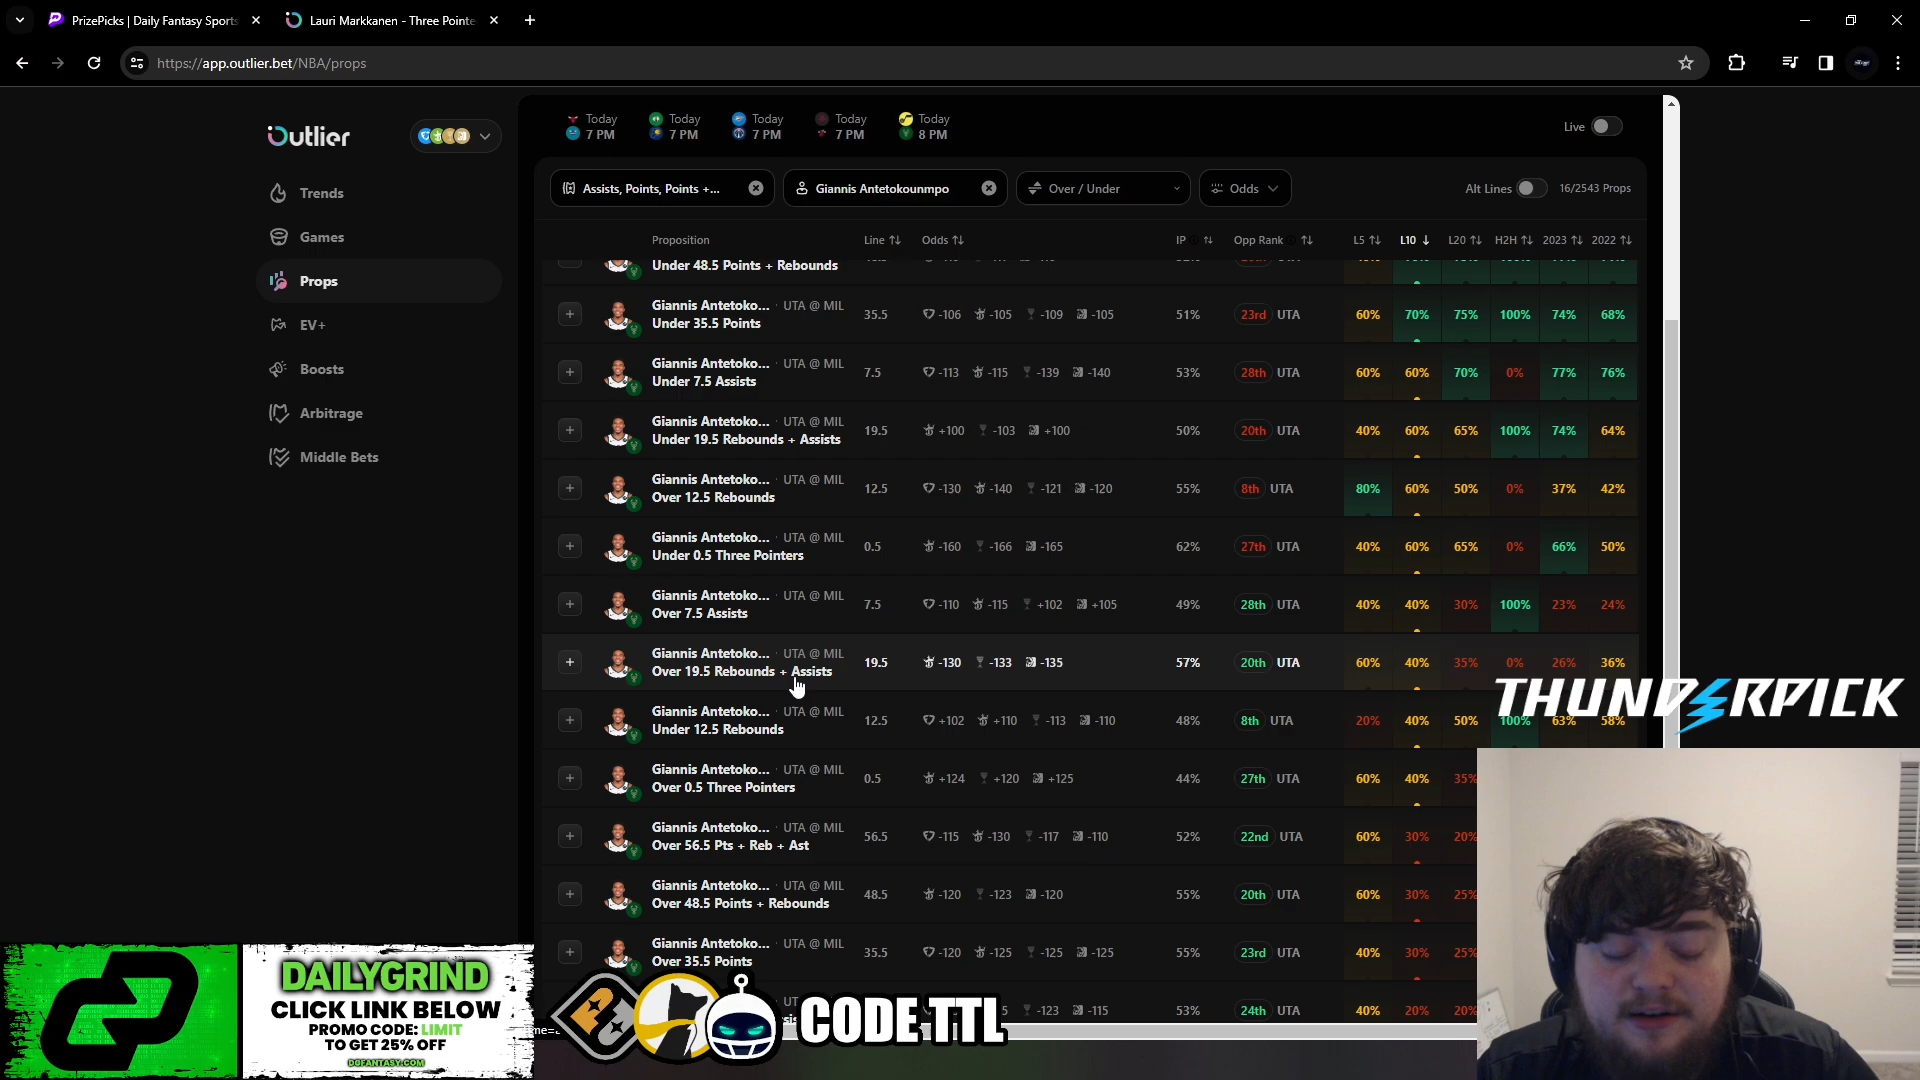 PrizePicks | Daily Fantasy Sports
Lauri Markkanen - Three Pointe
https://app.outlier.bet/NBA/props
Outlier
Trends
Games
Props
EV+
Boosts
Arbitrage
Middle Bets
Today 7 PM
Today 7 PM
Today 7 PM
Today 7 PM
Today 8 PM
Live
Assists, Points, Points +...
Giannis Antetokounmpo
Over / Under
Odds
Alt Lines
16/2543 Props
Proposition Line Odds IP Opp Rank L5 L10 L20 H2H 2023 2022
Under 48.5 Points + Rebounds
Giannis Antetoko... · UTA @ MIL
Under 35.5 Points 35.5 -106 -105 -109 -105 51% 23rd UTA 60% 70% 75% 100% 74% 68%
Giannis Antetoko... · UTA @ MIL
Under 7.5 Assists 7.5 -113 -115 -139 -140 53% 28th UTA 60% 60% 70% 0% 77% 76%
Giannis Antetoko... · UTA @ MIL
Under 19.5 Rebounds + Assists 19.5 +100 -103 +100 50% 20th UTA 40% 60% 65% 100% 74% 64%
Giannis Antetoko... · UTA @ MIL
Over 12.5 Rebounds 12.5 -130 -140 -121 -120 55% 8th UTA 80% 60% 50% 0% 37% 42%
Giannis Antetoko... · UTA @ MIL
Under 0.5 Three Pointers 0.5 -160 -166 -165 62% 27th UTA 40% 60% 65% 0% 66% 50%
Giannis Antetoko... · UTA @ MIL
Over 7.5 Assists 7.5 -110 -115 +102 +105 49% 28th UTA 40% 40% 30% 100% 23% 24%
Giannis Antetoko... · UTA @ MIL
Over 19.5 Rebounds + Assists 19.5 -130 -133 -135 57% 20th UTA 60% 40% 35% 0% 26% 36%
Giannis Antetoko... · UTA @ MIL
Under 12.5 Rebounds 12.5 +102 +110 -113 -110 48% 8th UTA 20% 40% 50% 100% 63% 58%
Giannis Antetoko... · UTA @ MIL
Over 0.5 Three Pointers 0.5 +124 +120 +125 44% 27th UTA 60% 40% 35%
Giannis Antetoko... · UTA @ MIL
Over 56.5 Pts + Reb + Ast 56.5 -115 -130 -117 -110 52% 22nd UTA 60% 30% 20%
Giannis Antetoko... · UTA @ MIL
Over 48.5 Points + Rebounds 48.5 -120 -123 -120 55% 20th UTA 60% 30% 25%
Giannis Antetoko... · UTA @ MIL
Over 35.5 Points 35.5 -120 -125 -125 -125 55% 23rd UTA 40% 30% 25%
-123 -115 53% 24th UTA 40% 20% 20%
THUNDERPICK
DAILYGRIND
CLICK LINK BELOW
PROMO CODE: LIMIT
TO GET 25% OFF
DGFANTASY.COM
CODE TTL